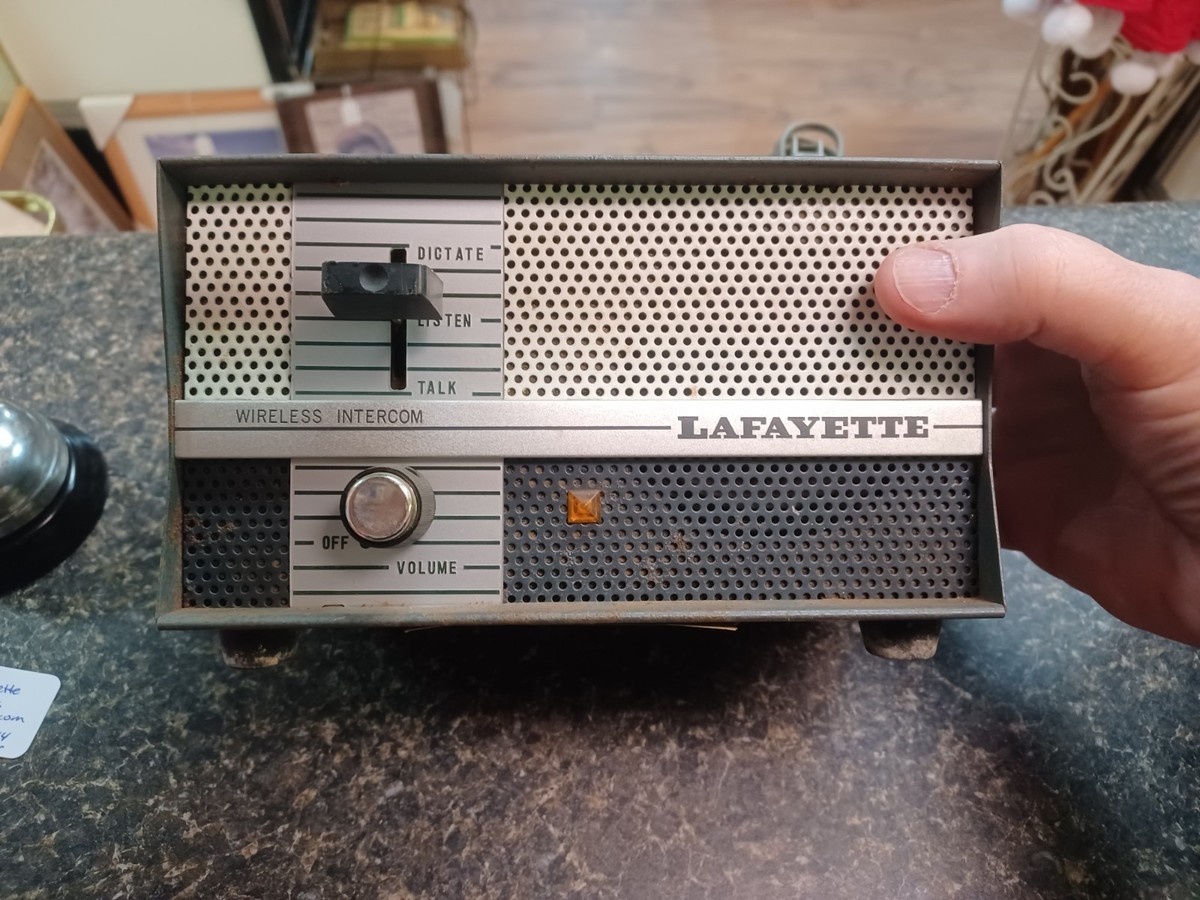 DICTATE
LISTEN
TALK
WIRELESS INTERCOM
LAFAYETTE
OFF
VOLUME